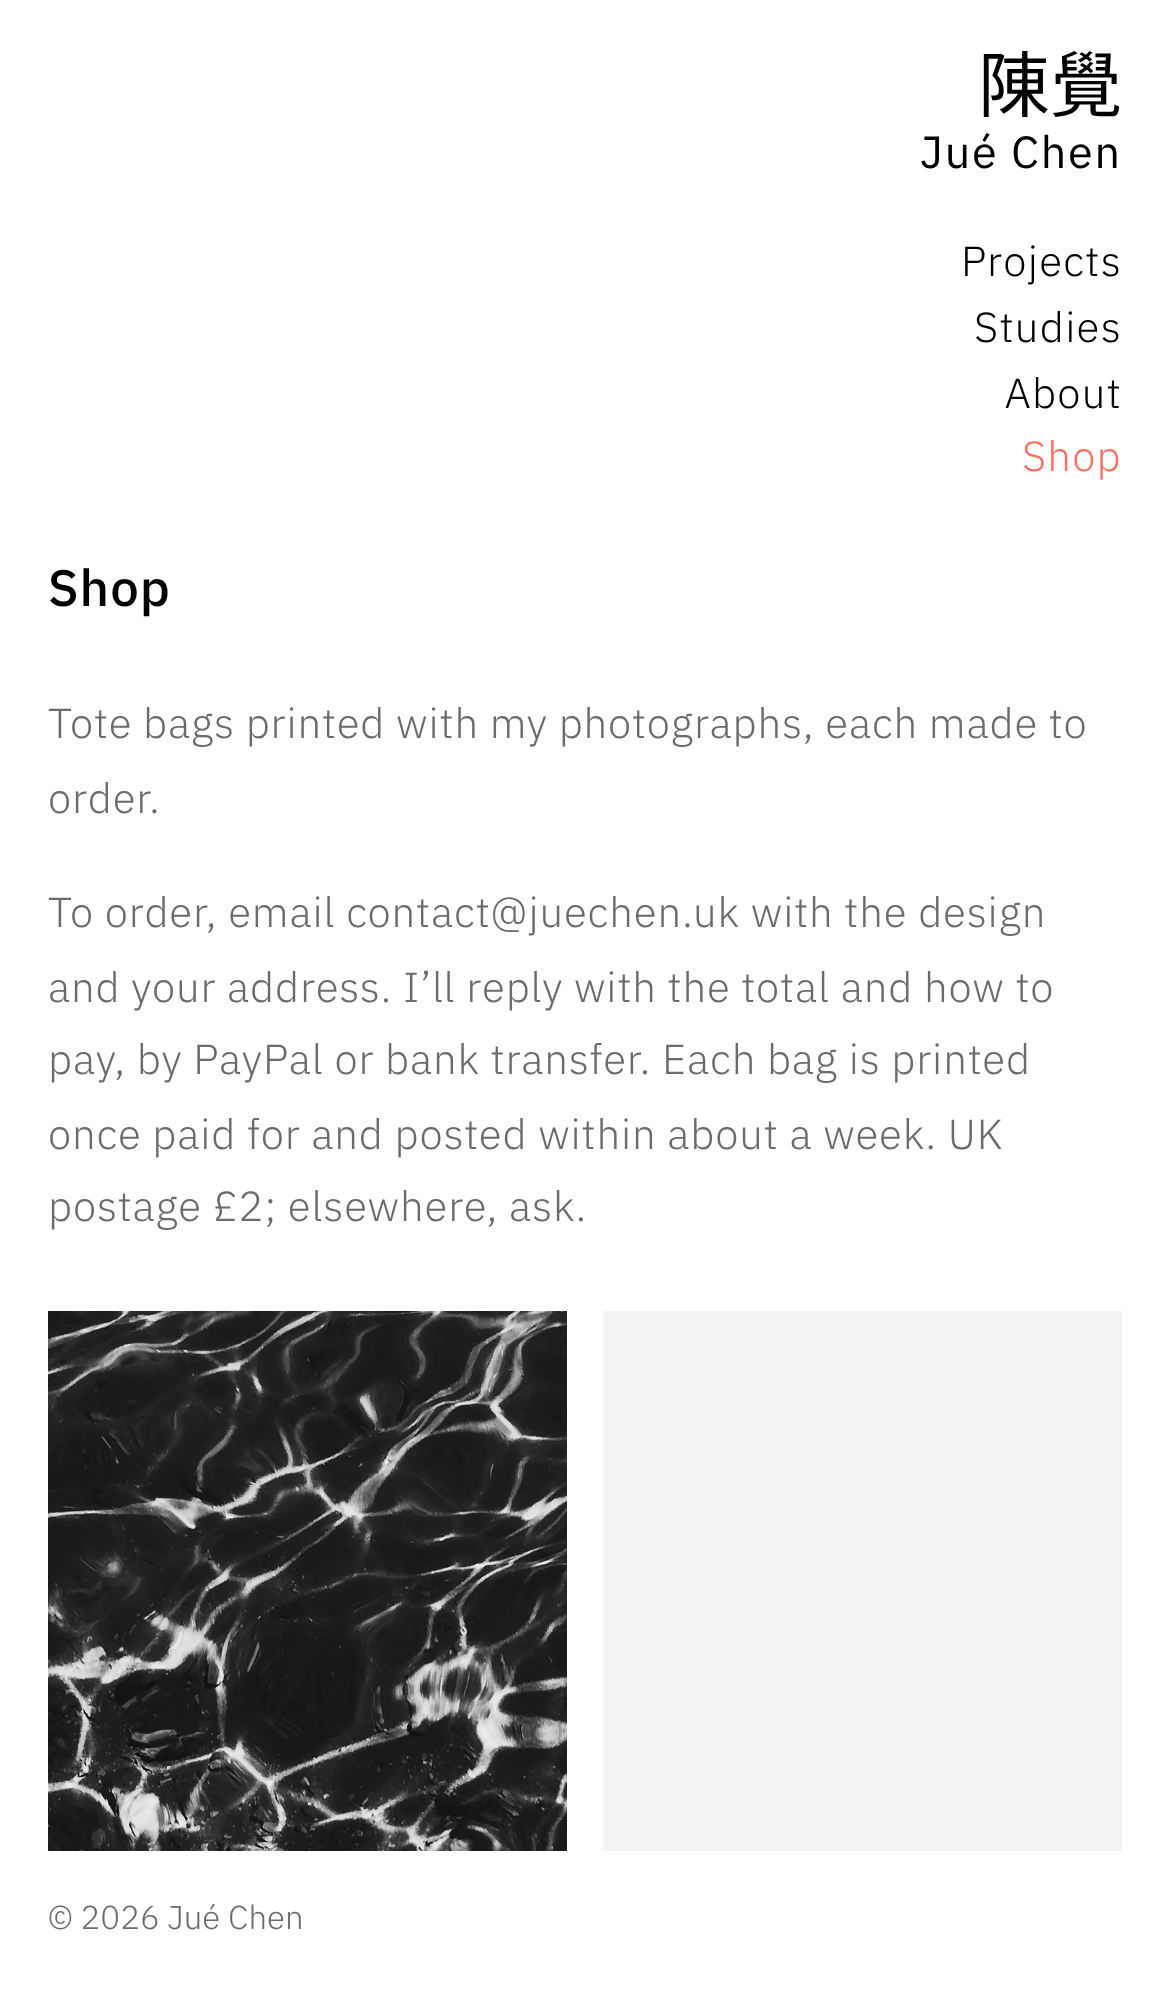 陳覺
Jué Chen
Projects
Studies
About
Shop
Shop
Tote bags printed with my photographs, each made to
order.
To order, email contact@juechen.uk with the design
and your address. I’ll reply with the total and how to
pay, by PayPal or bank transfer. Each bag is printed
once paid for and posted within about a week. UK
postage £2; elsewhere, ask.
© 2026 Jué Chen